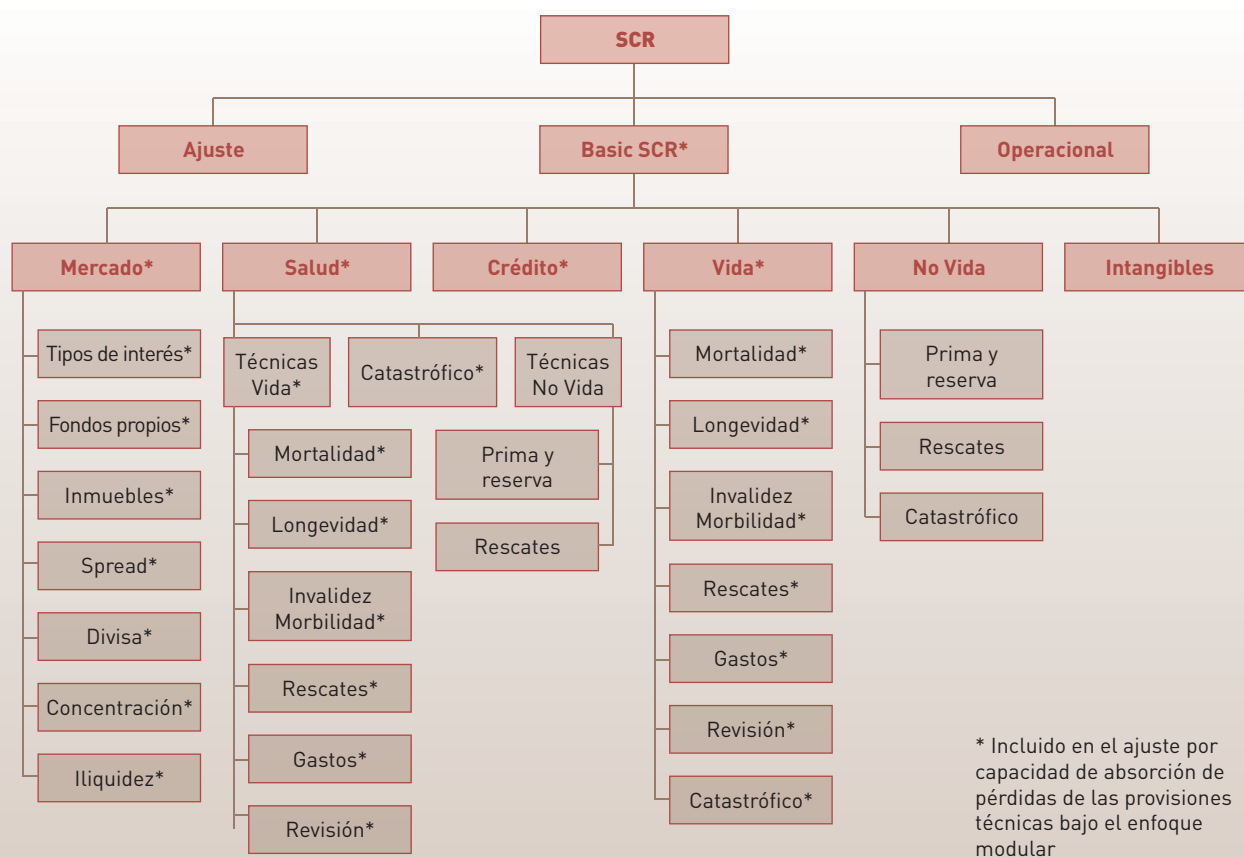 SCR
Ajuste
Basic SCR*
Operacional
Mercado*
Salud*
Crédito*
Vida*
No Vida
Intangibles
Tipos de interés*
Fondos propios*
Inmuebles*
Spread*
Divisa*
Concentración*
Iliquidez*
Técnicas
Vida*
Catastrófico*
Técnicas
No Vida
Mortalidad*
Longevidad*
Invalidez
Morbilidad*
Rescates*
Gastos*
Revisión*
Prima y
reserva
Rescates
Mortalidad*
Longevidad*
Invalidez
Morbilidad*
Rescates*
Gastos*
Revisión*
Catastrófico*
Prima y
reserva
Rescates
Catastrófico
* Incluido en el ajuste por
capacidad de absorción de
pérdidas de las provisiones
técnicas bajo el enfoque
modular